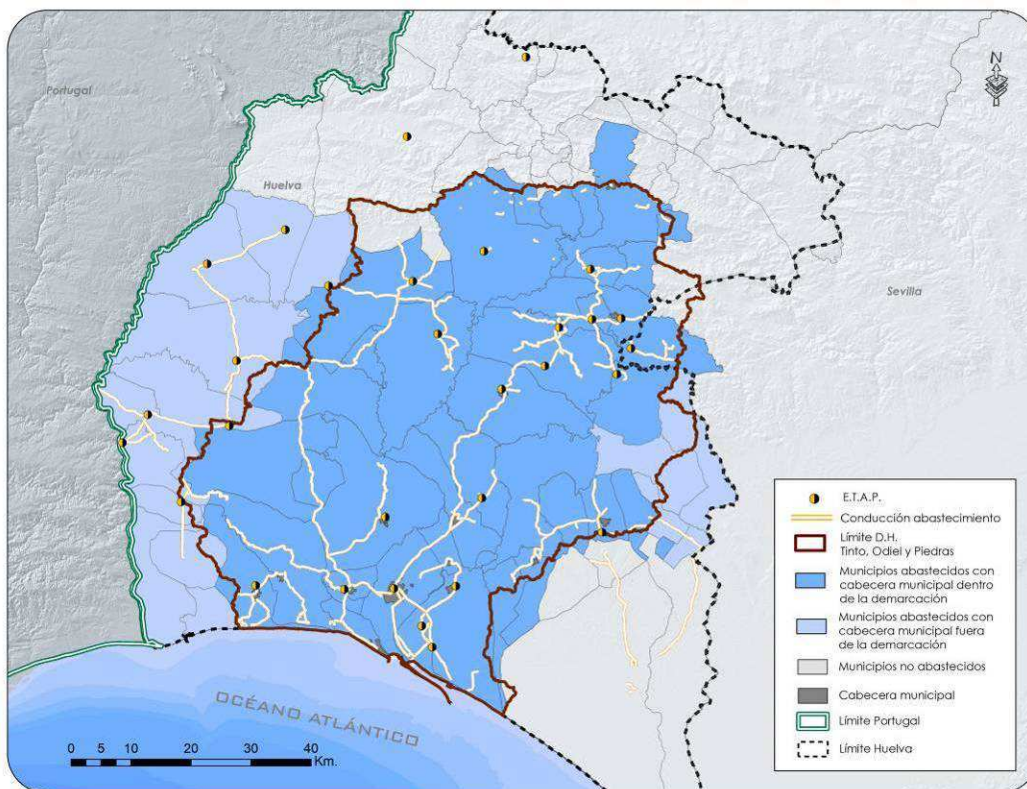 N
Portugal
Huelva
Sevilla
OCÉANO ATLÁNTICO
0 5 10 20 30 40
Km.
E.T.A.P.
Conducción abastecimiento
Límite D.H.
Tinto, Odiel y Piedras
Municipios abastecidos con
cabecera municipal dentro
de la demarcación
Municipios abastecidos con
cabecera municipal fuera
de la demarcación
Municipios no abastecidos
Cabecera municipal
Límite Portugal
Límite Huelva